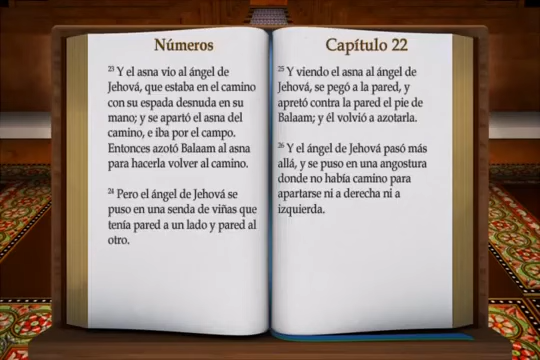 Números
23 Y el asna vio al ángel de
Jehová, que estaba en el camino
con su espada desnuda en su
mano; y se apartó el asna del
camino, e iba por el campo.
Entonces azotó Balaam al asna
para hacerla volver al camino.
24 Pero el ángel de Jehová se
puso en una senda de viñas que
tenía pared a un lado y pared al
otro.
Capítulo 22
25 Y viendo el asna al ángel de
Jehová, se pegó a la pared, y
apretó contra la pared el pie de
Balaam; y él volvió a azotarla.
26 Y el ángel de Jehová pasó más
allá, y se puso en una angostura
donde no había camino para
apartarse ni a derecha ni a
izquierda.